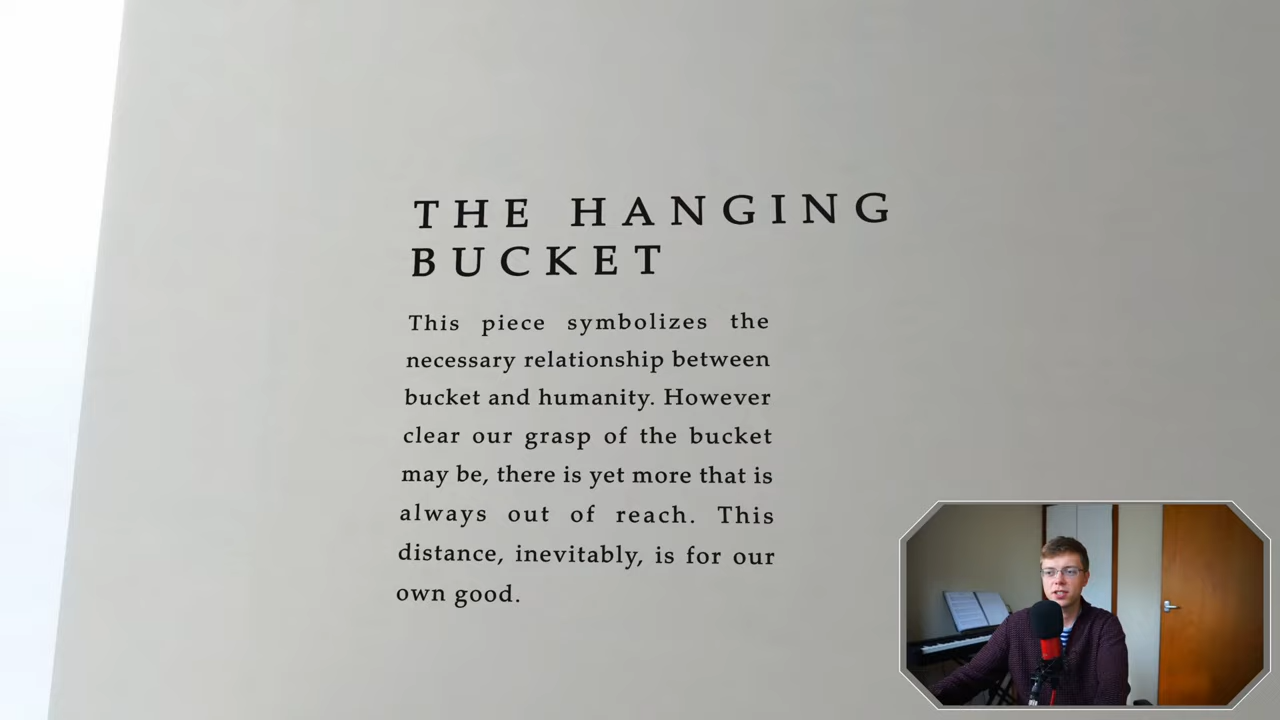 THE HANGING
BUCKET
This piece symbolizes the
necessary relationship between
bucket and humanity. However
clear our grasp of the bucket
may be, there is yet more that is
always out of reach. This
distance, inevitably, is for our
own good.